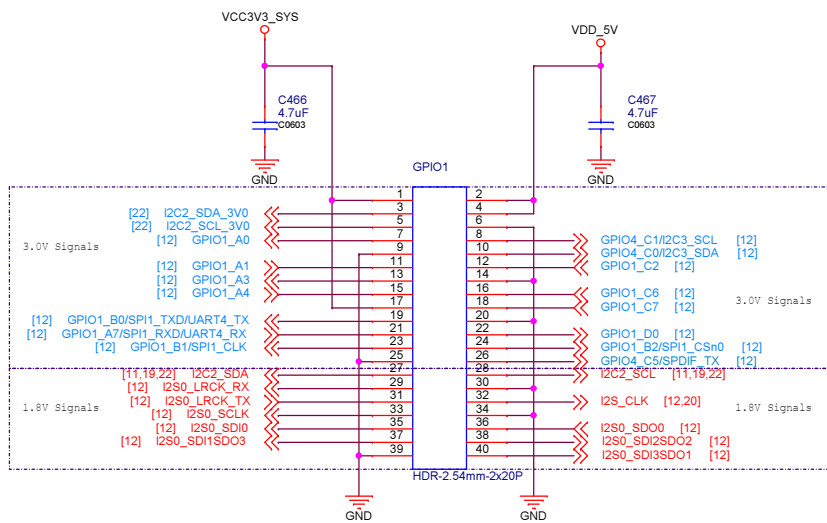 VCC3V3_SYS
VDD_5V
C466
4.7uF
C0603
C467
4.7uF
C0603
GND
GND
GPIO1
1 2
[22] I2C2_SDA_3V0 3 4
[22] I2C2_SCL_3V0 5 6
[12] GPIO1_A0 7 8 GPIO4_C1/I2C3_SCL [12]
3.0V Signals 9 10 GPIO4_C0/I2C3_SDA [12]
[12] GPIO1_A1 11 12 GPIO1_C2 [12]
[12] GPIO1_A3 13 14
[12] GPIO1_A4 15 16 GPIO1_C6 [12]
17 18 GPIO1_C7 [12] 3.0V Signals
[12] GPIO1_B0/SPI1_TXD/UART4_TX 19 20
[12] GPIO1_A7/SPI1_RXD/UART4_RX 21 22 GPIO1_D0 [12]
[12] GPIO1_B1/SPI1_CLK 23 24 GPIO1_B2/SPI1_CSn0 [12]
25 26 GPIO4_C5/SPDIF_TX [12]
[11,19,22] I2C2_SDA 27 28 I2C2_SCL [11,19,22]
[12] I2S0_LRCK_RX 29 30
1.8V Signals [12] I2S0_LRCK_TX 31 32 I2S_CLK [12,20] 1.8V Signals
[12] I2S0_SCLK 33 34
[12] I2S0_SDI0 35 36 I2S0_SDO0 [12]
[12] I2S0_SDI1SDO3 37 38 I2S0_SDI2SDO2 [12]
39 40 I2S0_SDI3SDO1 [12]
HDR-2.54mm-2x20P
GND
GND